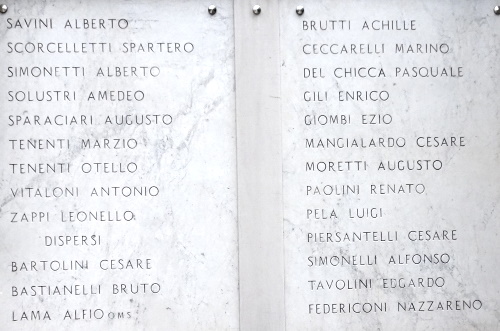 SAVINI ALBERTO
SCORCELLETTI SPARTERO
SIMONETTI ALBERTO
SOLUSTRI AMEDEO
SPARACIARI AUGUSTO
TENENTI MARZIO
TENENTI OTELLO
VITALONI ANTONIO
ZAPPI LEONELLO
DISPERSI
BARTOLINI CESARE
BASTIANELLI BRUTO
LAMA ALFIO OMS
BRUTTI ACHILLE
CECCARELLI MARINO
DEL CHICCA PASQUALE
GILI ENRICO
GIOMBI EZIO
MANGIALARDO CESARE
MORETTI AUGUSTO
PAOLINI RENATO
PELA LUIGI
PIERSANTELLI CESARE
SIMONELLI ALFONSO
TAVOLINI EDGARDO
FEDERICONI NAZZARENO